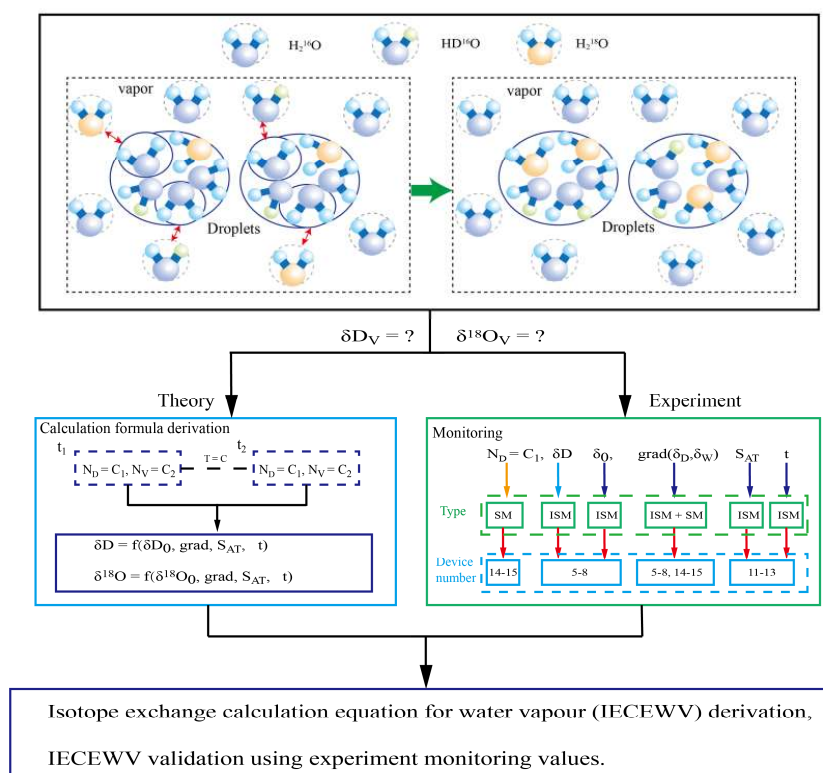 H₂¹⁶O HD¹⁶O H₂¹⁸O
vapor vapor
Droplets Droplets
δD_V = ? δ¹⁸O_V = ?
Theory Experiment
Calculation formula derivation
t₁ t₂
T = C
N_D = C₁, N_V = C₂ N_D = C₁, N_V = C₂
δD = f(δD₀, grad, S_AT, t)
δ¹⁸O = f(δ¹⁸O₀, grad, S_AT, t)
Monitoring
N_D = C₁, δD δ₀, grad(δ_D,δ_W) S_AT t
Type SM ISM ISM ISM + SM ISM ISM
Device
number
14-15 5-8 5-8, 14-15 11-13
Isotope exchange calculation equation for water vapour (IECEWV) derivation,
IECEWV validation using experiment monitoring values.